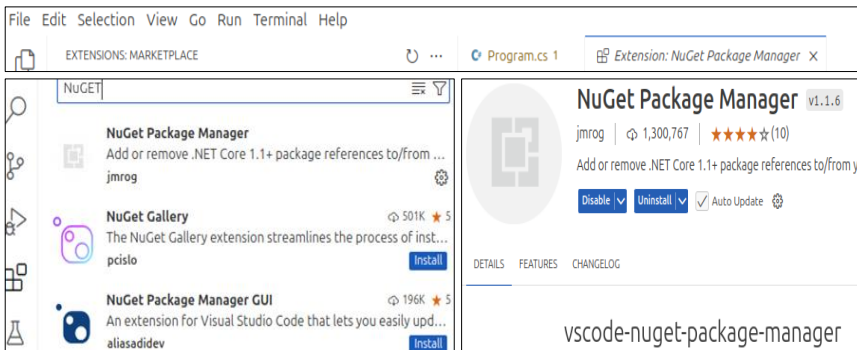 File Edit Selection View Go Run Terminal Help
EXTENSIONS: MARKETPLACE
Program.cs 1
Extension: NuGet Package Manager
NuGET
NuGet Package Manager
Add or remove .NET Core 1.1+ package references to/from ...
jmrog
NuGet Gallery 501K ★ 5
The NuGet Gallery extension streamlines the process of inst...
pcislo Install
NuGet Package Manager GUI 196K ★ 5
An extension for Visual Studio Code that lets you easily upd...
aliasadidev Install
NuGet Package Manager v1.1.6
jmrog 1,300,767 ★★★★☆(10)
Add or remove .NET Core 1.1+ package references to/from y
Disable Uninstall Auto Update
DETAILS FEATURES CHANGELOG
vscode-nuget-package-manager